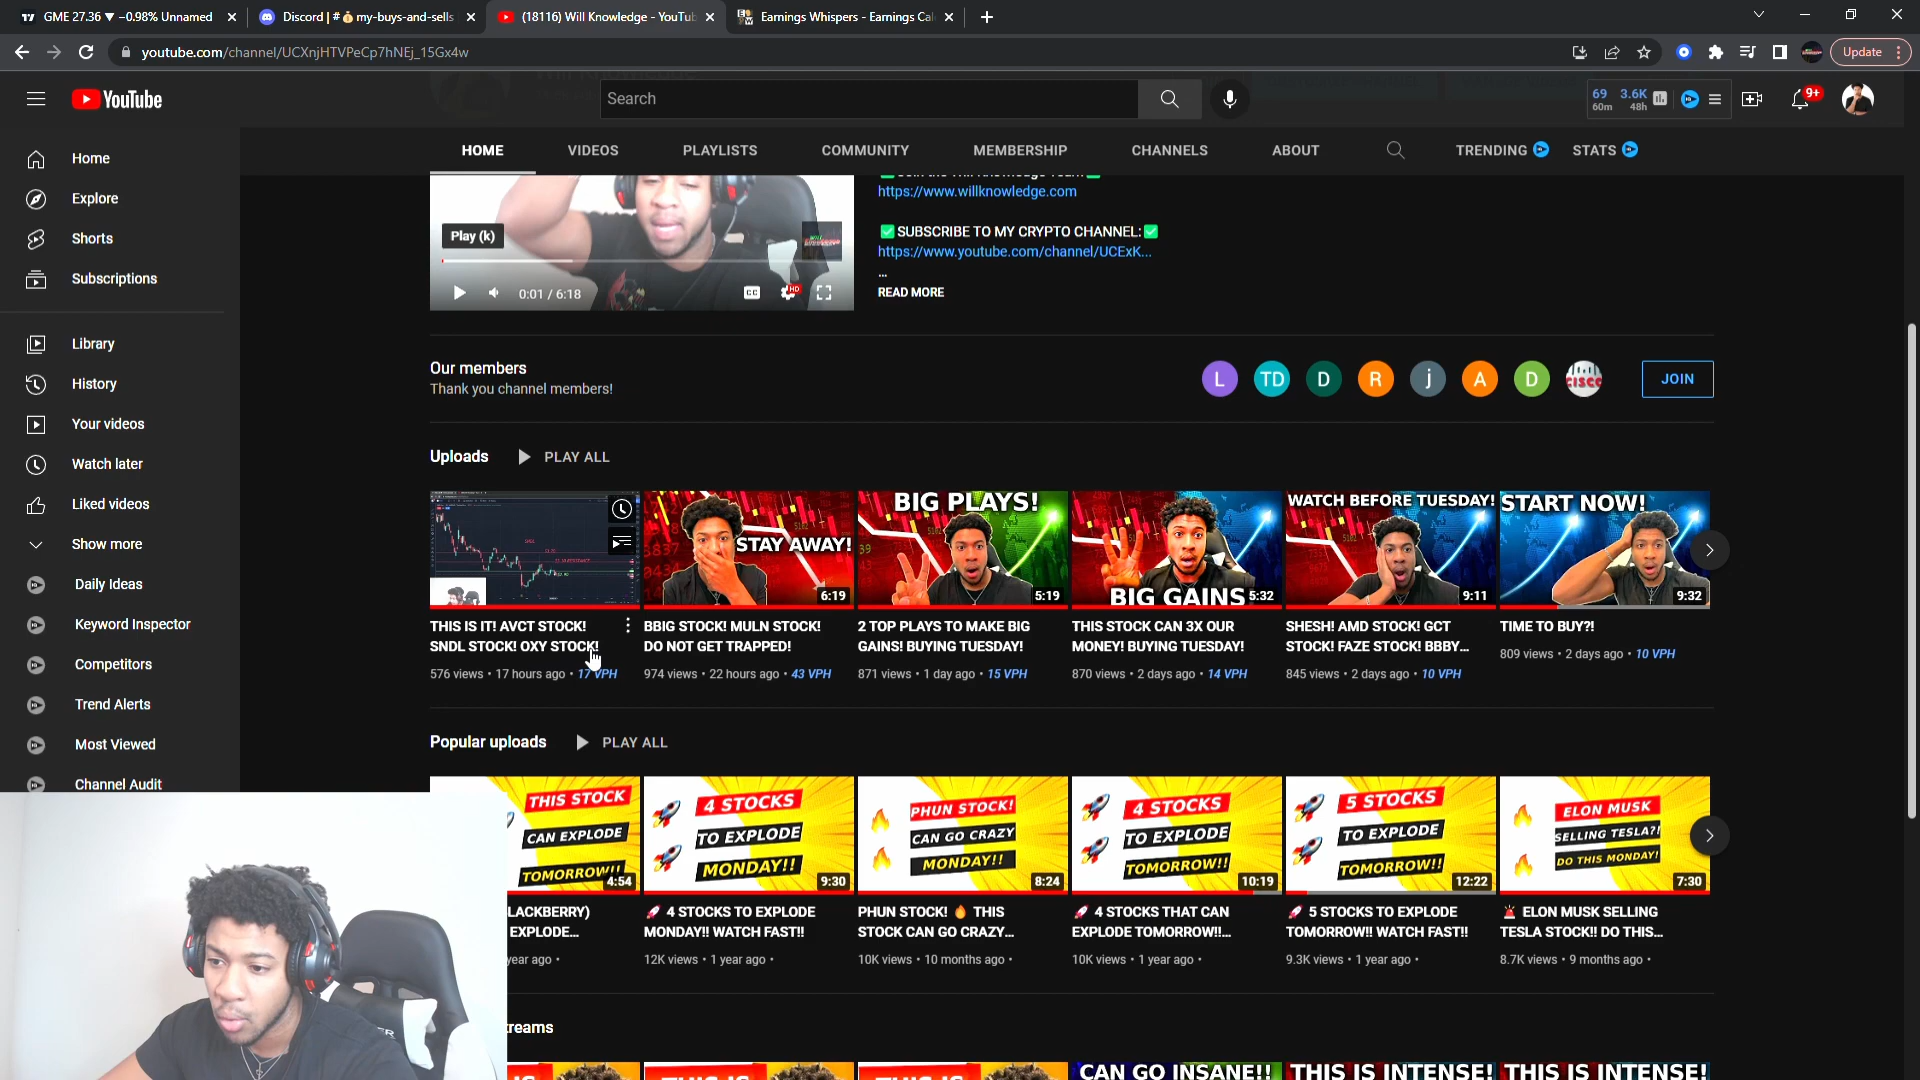 GME 27.36 ▼ −0.98% Unnamed
Discord | #💰my-buys-and-sells
(18116) Will Knowledge - YouTub
Earnings Whispers - Earnings Cal
youtube.com/channel/UCXnjHTVPeCp7hNEj_15Gx4w
Update
YouTube
Search
69
60m
3.6K
48h
9+
HOME
VIDEOS
PLAYLISTS
COMMUNITY
MEMBERSHIP
CHANNELS
ABOUT
TRENDING
STATS
Home
Explore
Shorts
Subscriptions
Library
History
Your videos
Watch later
Liked videos
Show more
Daily Ideas
Keyword Inspector
Competitors
Trend Alerts
Most Viewed
Channel Audit
Play (k)
0:01 / 6:18
CC
HD
https://www.willknowledge.com
✅SUBSCRIBE TO MY CRYPTO CHANNEL:✅
https://www.youtube.com/channel/UCExK...
...
READ MORE
Our members
Thank you channel members!
L
TD
D
R
j
A
D
CISCO
JOIN
Uploads
PLAY ALL
THIS IS IT! AVCT STOCK!
SNDL STOCK! OXY STOCK!
576 views • 17 hours ago • 17 VPH
STAY AWAY!
6:19
BBIG STOCK! MULN STOCK!
DO NOT GET TRAPPED!
974 views • 22 hours ago • 43 VPH
BIG PLAYS!
5:19
2 TOP PLAYS TO MAKE BIG
GAINS! BUYING TUESDAY!
871 views • 1 day ago • 15 VPH
BIG GAINS
5:32
THIS STOCK CAN 3X OUR
MONEY! BUYING TUESDAY!
870 views • 2 days ago • 14 VPH
WATCH BEFORE TUESDAY!
9:11
SHESH! AMD STOCK! GCT
STOCK! FAZE STOCK! BBBY...
845 views • 2 days ago • 10 VPH
START NOW!
9:32
TIME TO BUY?!
809 views • 2 days ago • 10 VPH
Popular uploads
PLAY ALL
THIS STOCK
CAN EXPLODE
TOMORROW!!
4:54
LACKBERRY)
EXPLODE...
year ago •
4 STOCKS
TO EXPLODE
MONDAY!!
9:30
🚀 4 STOCKS TO EXPLODE
MONDAY!! WATCH FAST!!
12K views • 1 year ago •
PHUN STOCK!
CAN GO CRAZY
MONDAY!!
8:24
PHUN STOCK! 🔥 THIS
STOCK CAN GO CRAZY...
10K views • 10 months ago •
4 STOCKS
TO EXPLODE
TOMORROW!!
10:19
🚀 4 STOCKS THAT CAN
EXPLODE TOMORROW!!...
10K views • 1 year ago •
5 STOCKS
TO EXPLODE
TOMORROW!!
12:22
🚀 5 STOCKS TO EXPLODE
TOMORROW!! WATCH FAST!!
9.3K views • 1 year ago •
ELON MUSK
SELLING TESLA?!
DO THIS MONDAY!
7:30
🚨 ELON MUSK SELLING
TESLA STOCK!! DO THIS...
8.7K views • 9 months ago •
treams
THIS IS
THIS IS
CAN GO INSANE!!
THIS IS INTENSE!
THIS IS INTENSE!